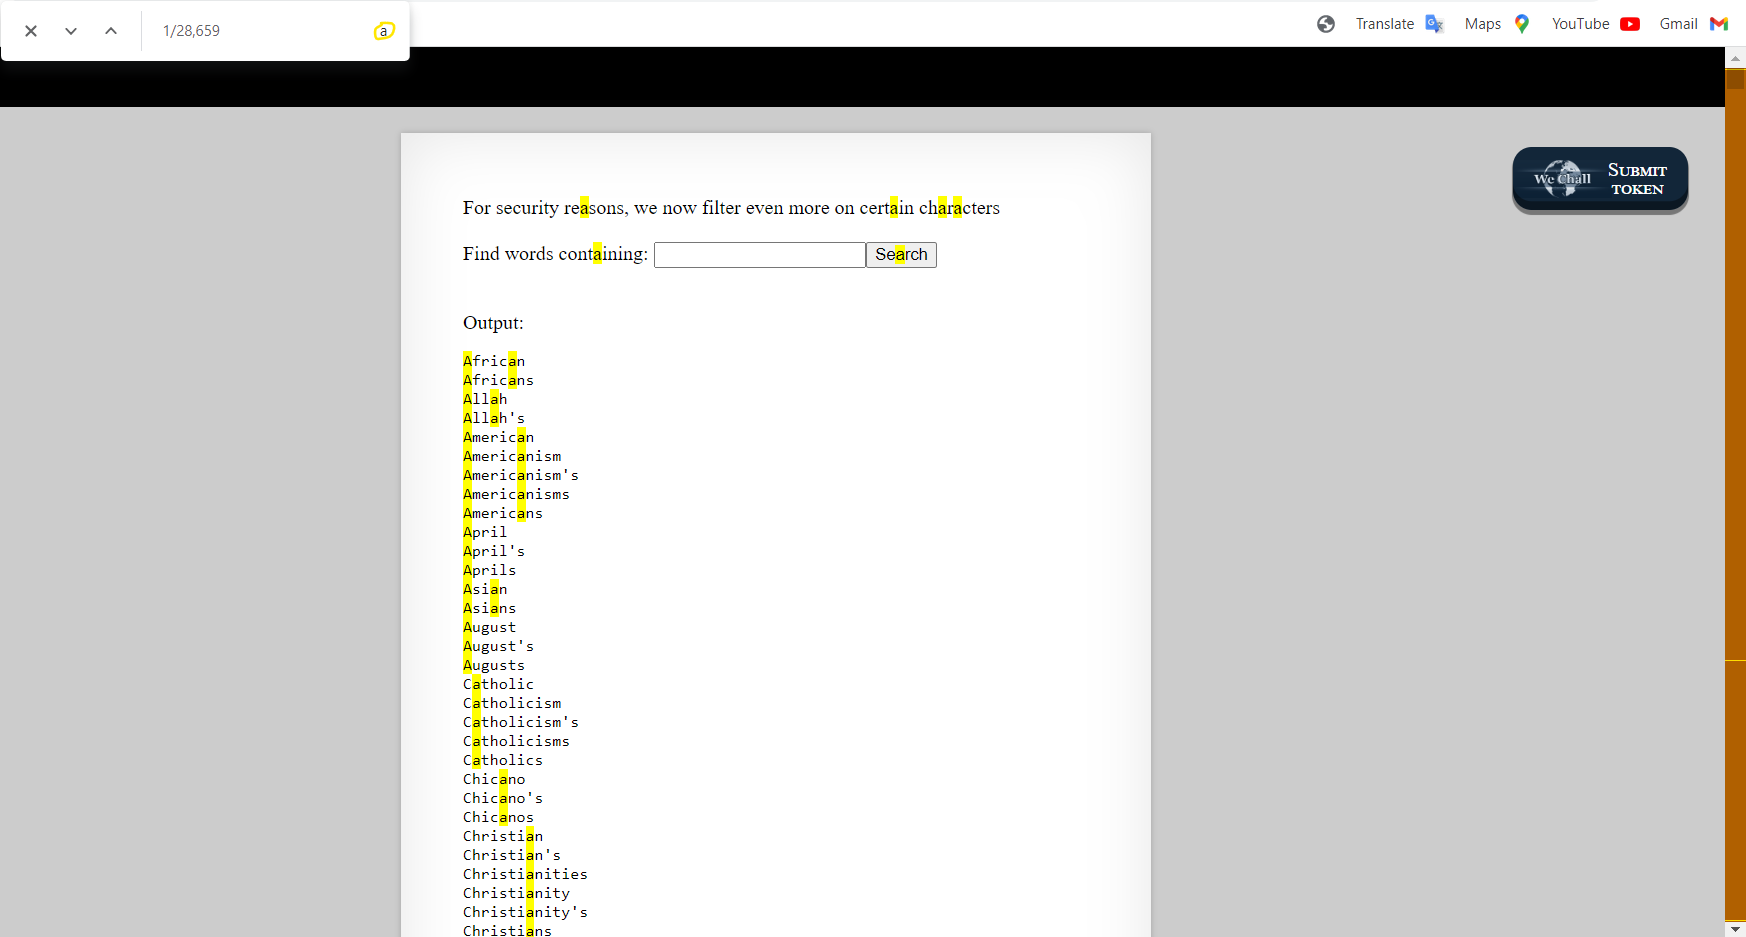 1/28,659 a
Translate Maps YouTube Gmail
We Chall SUBMIT TOKEN
For security reasons, we now filter even more on certain characters
Find words containing: Search
Output:
African
Africans
Allah
Allah's
American
Americanism
Americanism's
Americanisms
Americans
April
April's
Aprils
Asian
Asians
August
August's
Augusts
Catholic
Catholicism
Catholicism's
Catholicisms
Catholics
Chicano
Chicano's
Chicanos
Christian
Christian's
Christianities
Christianity
Christianity's
Christians